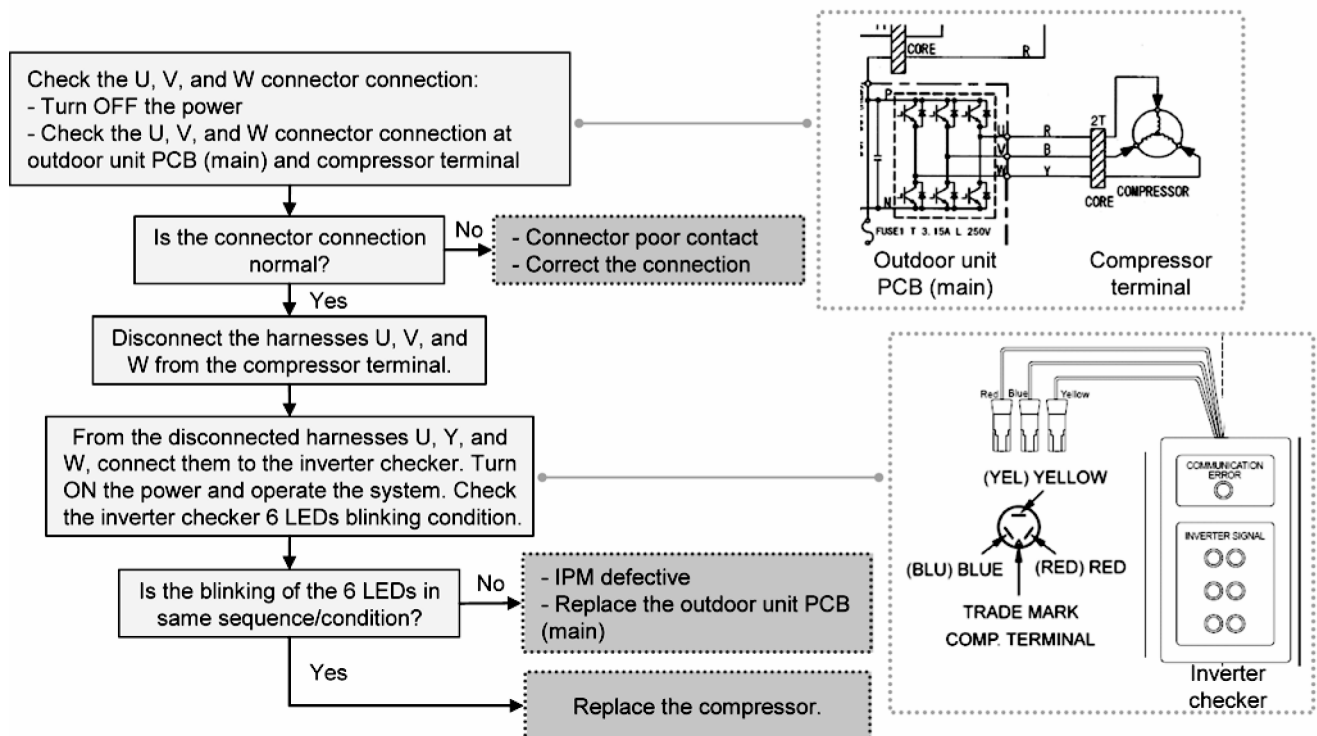 Check the U, V, and W connector connection:
- Turn OFF the power
- Check the U, V, and W connector connection at
outdoor unit PCB (main) and compressor terminal
Is the connector connection
normal?
No
- Connector poor contact
- Correct the connection
Yes
Disconnect the harnesses U, V, and
W from the compressor terminal.
From the disconnected harnesses U, Y, and
W, connect them to the inverter checker. Turn
ON the power and operate the system. Check
the inverter checker 6 LEDs blinking condition.
Is the blinking of the 6 LEDs in
same sequence/condition?
No
- IPM defective
- Replace the outdoor unit PCB
(main)
Yes
Replace the compressor.
CORE
R
P
U
R
2T
V
B
W
Y
N
CORE
COMPRESSOR
FUSE1 T 3.15A L 250V
Outdoor unit
PCB (main)
Compressor
terminal
Red
Blue
Yellow
(YEL) YELLOW
(BLU) BLUE
(RED) RED
TRADE MARK
COMP. TERMINAL
COMMUNICATION
ERROR
INVERTER SIGNAL
Inverter
checker